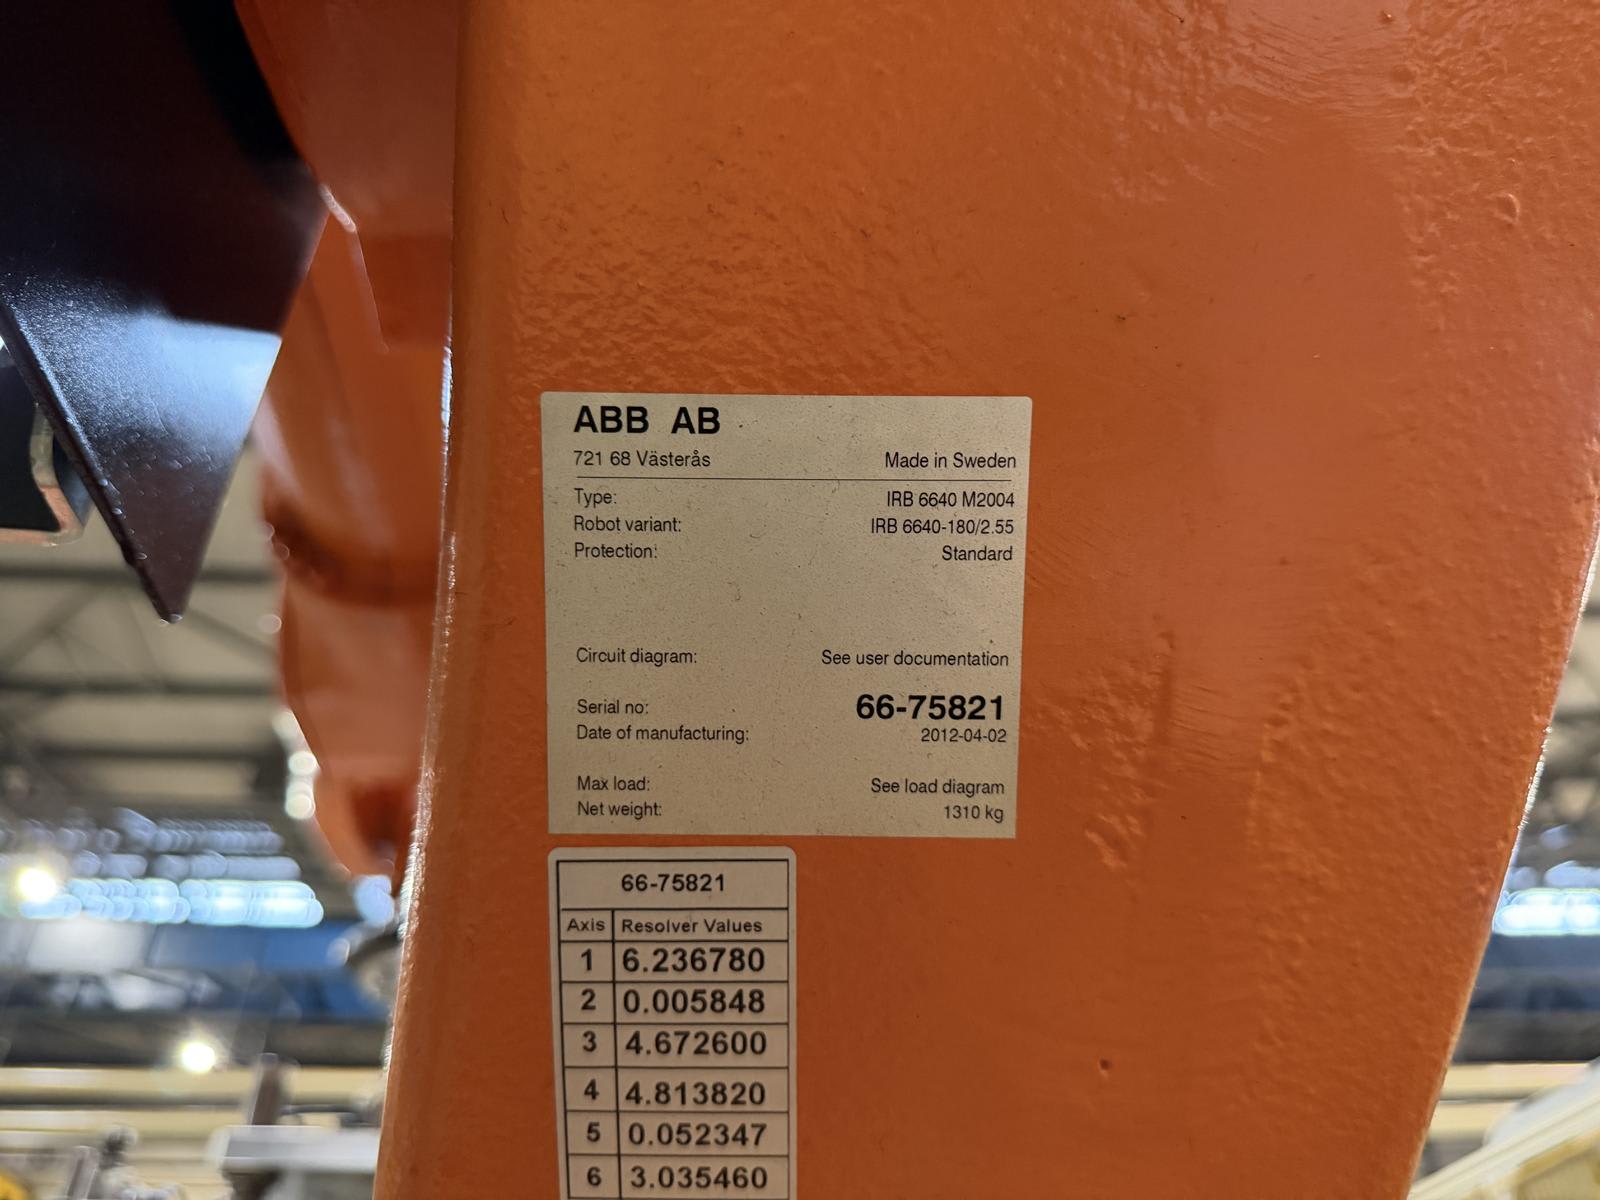 ABB AB
721 68 Västerås Made in Sweden
Type: IRB 6640 M2004
Robot variant: IRB 6640-180/2.55
Protection: Standard
Circuit diagram: See user documentation
Serial no: 66-75821
Date of manufacturing: 2012-04-02
Max load: See load diagram
Net weight: 1310 kg
66-75821
Axis Resolver Values
1 6.236780
2 0.005848
3 4.672600
4 4.813820
5 0.052347
6 3.035460